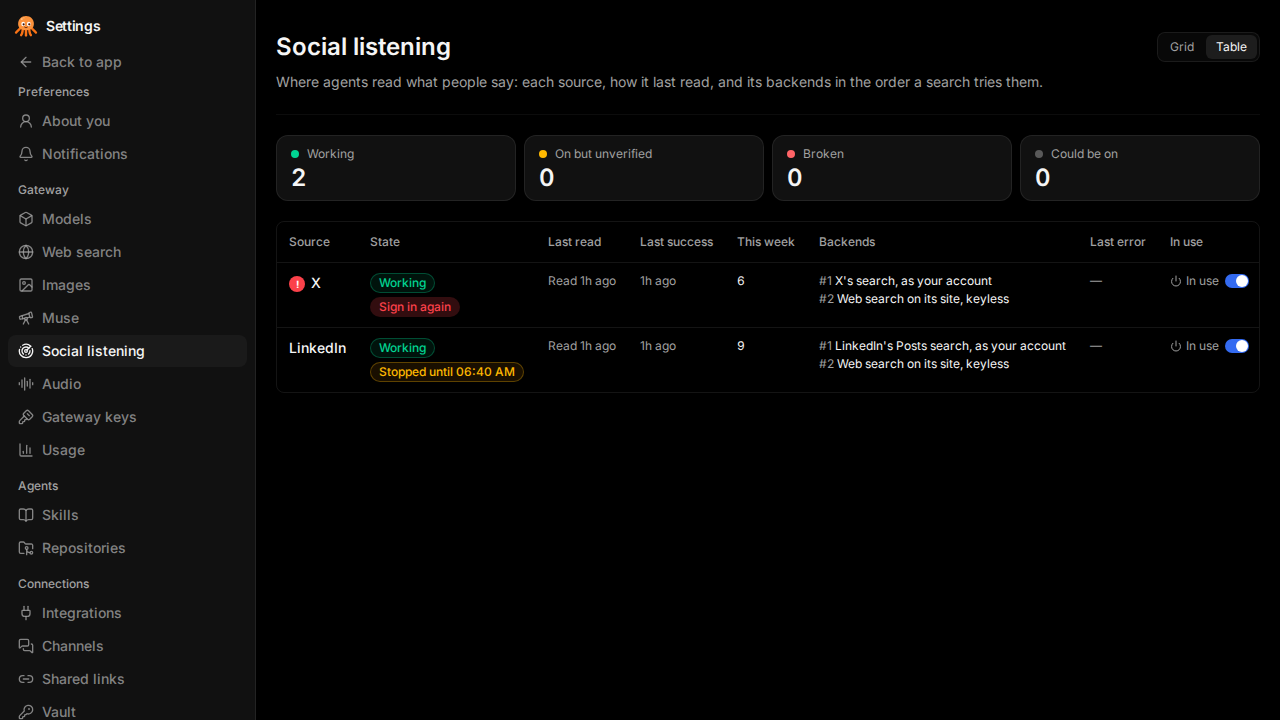 Settings
Back to app
Preferences
About you
Notifications
Gateway
Models
Web search
Images
Muse
Social listening
Audio
Gateway keys
Usage
Agents
Skills
Repositories
Connections
Integrations
Channels
Shared links
Vault
Social listening
Grid Table
Where agents read what people say: each source, how it last read, and its backends in the order a search tries them.
Working On but unverified Broken Could be on
2 0 0 0
Source State Last read Last success This week Backends Last error In use
! X Working Read 1h ago 1h ago 6 #1 X's search, as your account — In use
Sign in again #2 Web search on its site, keyless
LinkedIn Working Read 1h ago 1h ago 9 #1 LinkedIn's Posts search, as your account — In use
Stopped until 06:40 AM #2 Web search on its site, keyless